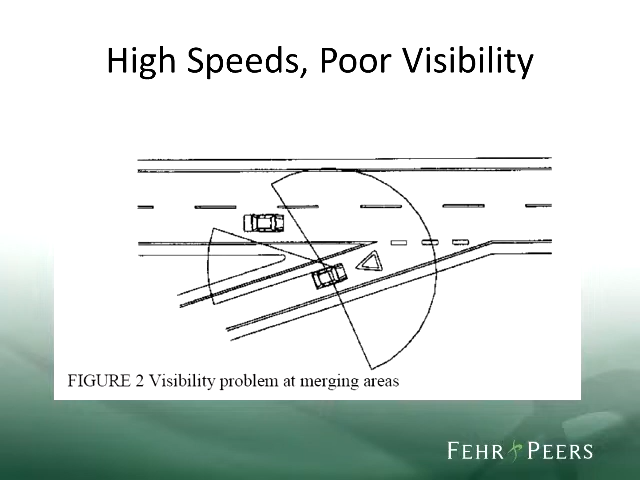 High Speeds, Poor Visibility
FIGURE 2 Visibility problem at merging areas
FEHR PEERS